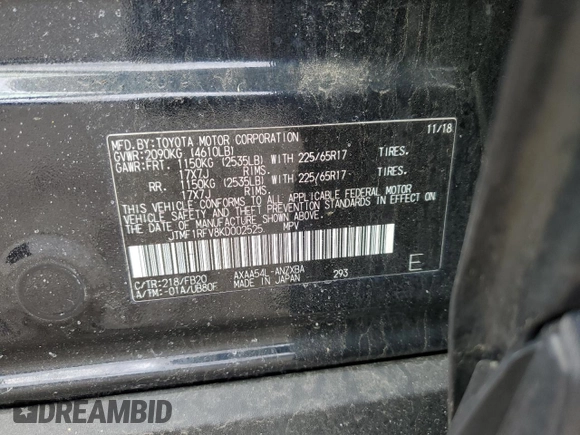 MFD.BY:TOYOTA MOTOR CORPORATION 11/18
GVWR:2090KG (4610LB)
GAWR:FRT. 1150KG (2535LB) WITH 225/65R17 TIRES.
17X7J RIMS.
RR. 1150KG (2535LB) WITH 225/65R17 TIRES.
17X7J RIMS.
THIS VEHICLE CONFORMS TO ALL APPLICABLE FEDERAL MOTOR
VEHICLE SAFETY AND THEFT PREVENTION STANDARDS IN EFFECT ON
THE DATE OF MANUFACTURE SHOWN ABOVE.
JTMF1RFV8KD002525 MPV
C/TR:218/FB20 AXAA54L-ANZXBA 293 E
A/TM:-01A/UB80F MADE IN JAPAN
DREAMBID